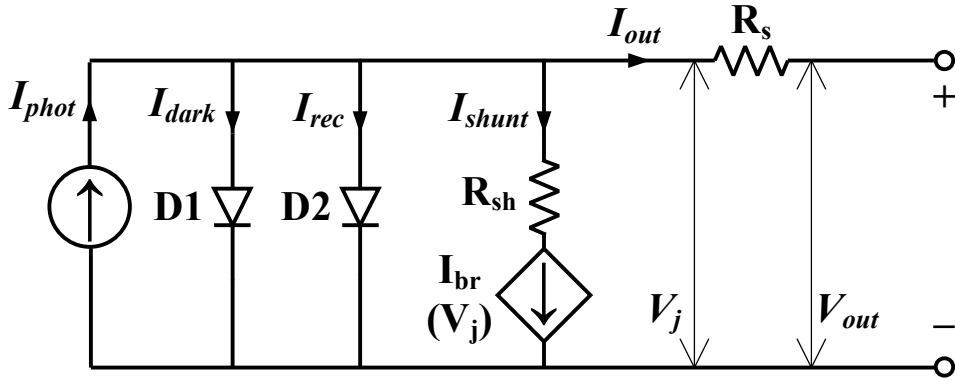 I_out
R_s
I_phot
I_dark
I_rec
I_shunt
+
D1
D2
R_sh
I_br
(V_j)
V_j
V_out
−